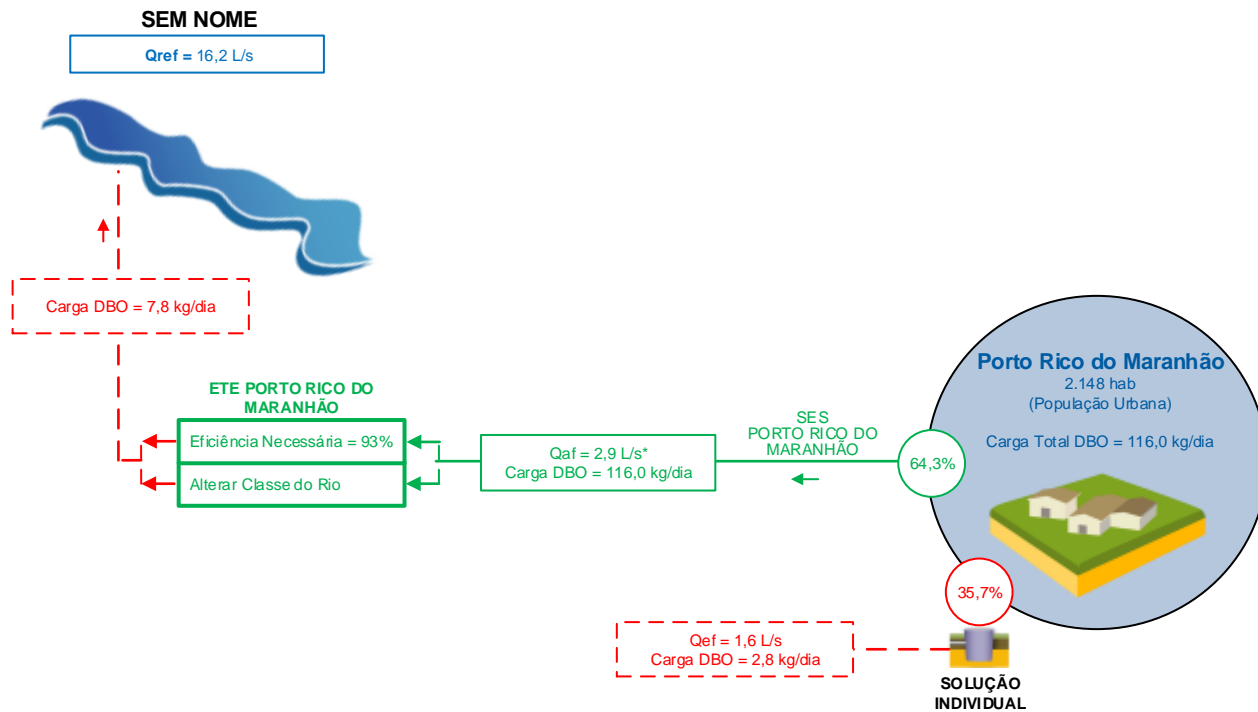 SEM NOME
Qref = 16,2 L/s
Carga DBO = 7,8 kg/dia
ETE PORTO RICO DO
MARANHÃO
Eficiência Necessária = 93%
Alterar Classe do Rio
Qaf = 2,9 L/s*
Carga DBO = 116,0 kg/dia
SES
PORTO RICO DO
MARANHÃO
64,3%
Porto Rico do Maranhão
2.148 hab
(População Urbana)
Carga Total DBO = 116,0 kg/dia
35,7%
Qef = 1,6 L/s
Carga DBO = 2,8 kg/dia
SOLUÇÃO
INDIVIDUAL